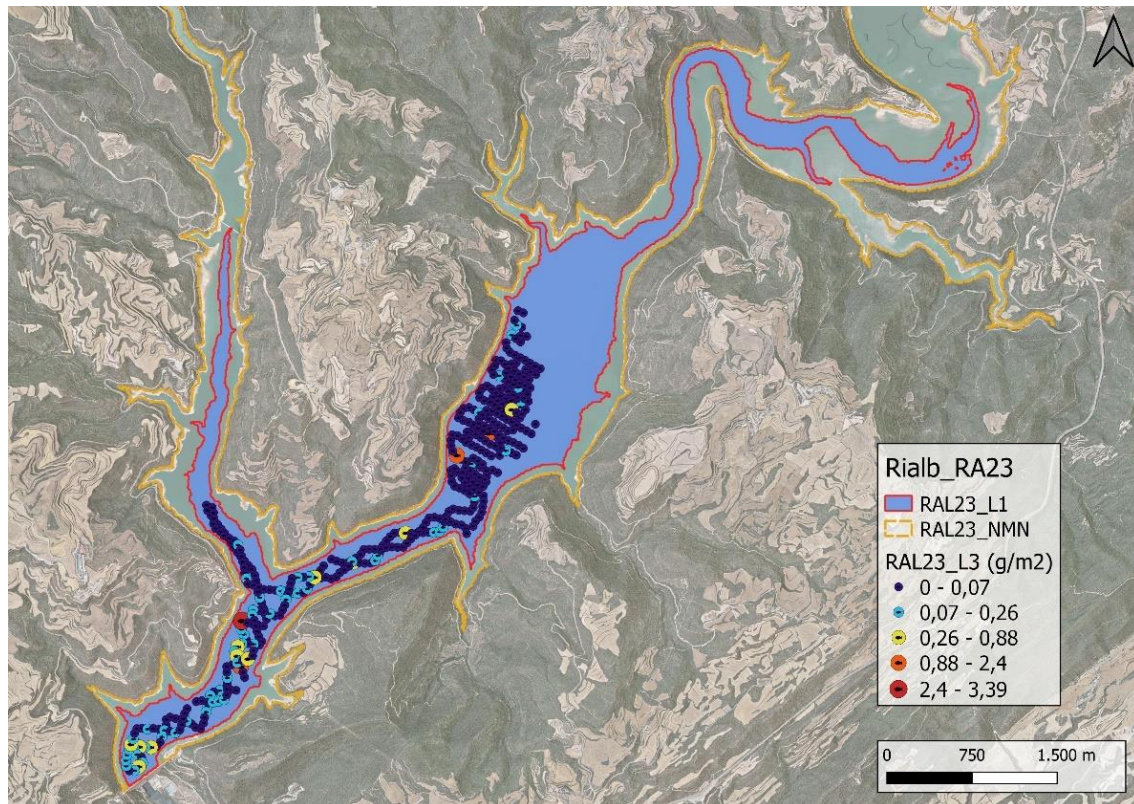 Rialb_RA23
RAL23_L1
RAL23_NMN
RAL23_L3 (g/m2)
0 - 0,07
0,07 - 0,26
0,26 - 0,88
0,88 - 2,4
2,4 - 3,39
0 750 1.500 m